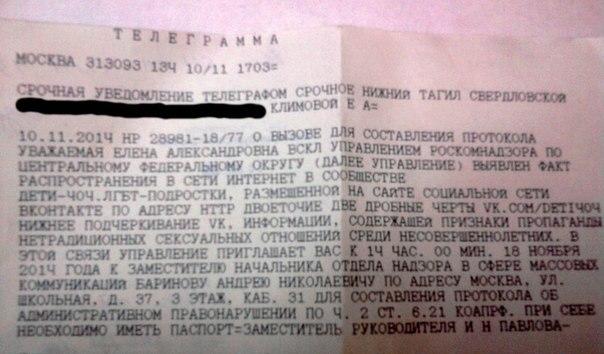 ТЕЛЕГРАММА
МОСКВА 313093 134 10/11 1703=
СРОЧНАЯ УВЕДОМЛЕНИЕ ТЕЛЕГРАФОМ СРОЧНОЕ НИЖНИЙ ТАГИЛ СВЕРДЛОВСКОЙ
КЛИМОВОЙ Е А=
10.11.2014 НР 28981-18/77 О ВЫЗОВЕ ДЛЯ СОСТАВЛЕНИЯ ПРОТОКОЛА
УВАЖАЕМАЯ ЕЛЕНА АЛЕКСАНДРОВНА ВСКЛ УПРАВЛЕНИЕМ РОСКОМНАДЗОРА ПО
ЦЕНТРАЛЬНОМУ ФЕДЕРАЛЬНОМУ ОКРУГУ (ДАЛЕЕ УПРАВЛЕНИЕ) ВЫЯВЛЕН ФАКТ
РАСПРОСТРАНЕНИЯ В СЕТИ ИНТЕРНЕТ В СООБЩЕСТВЕ
ДЕТИ-404.ЛГБТ-ПОДРОСТКИ, РАЗМЕЩЕННОЙ НА САЙТЕ СОЦИАЛЬНОЙ СЕТИ
ВКОНТАКТЕ ПО АДРЕСУ HTTP ДВОЕТОЧИЕ ДВЕ ДРОБНЫЕ ЧЕРТЫ VK.COM/DETI404
НИЖНЕЕ ПОДЧЕРКИВАНИЕ VK, ИНФОРМАЦИИ, СОДЕРЖАЩЕЙ ПРИЗНАКИ ПРОПАГАНДЫ
НЕТРАДИЦИОННЫХ СЕКСУАЛЬНЫХ ОТНОШЕНИЙ СРЕДИ НЕСОВЕРШЕННОЛЕТНИХ. В
ЭТОЙ СВЯЗИ УПРАВЛЕНИЕ ПРИГЛАШАЕТ ВАС К 14 ЧАС. 00 МИН. 18 НОЯБРЯ
2014 ГОДА К ЗАМЕСТИТЕЛЮ НАЧАЛЬНИКА ОТДЕЛА НАДЗОРА В СФЕРЕ МАССОВЫХ
КОММУНИКАЦИЙ БАРИНОВУ АНДРЕЮ НИКОЛАЕВИЧУ ПО АДРЕСУ МОСКВА, УЛ.
ШКОЛЬНАЯ, Д. 37, 3 ЭТАЖ, КАБ. 31 ДЛЯ СОСТАВЛЕНИЯ ПРОТОКОЛА ОБ
АДМИНИСТРАТИВНОМ ПРАВОНАРУШЕНИИ ПО Ч. 2 СТ. 6.21 КОАПРФ. ПРИ СЕБЕ
НЕОБХОДИМО ИМЕТЬ ПАСПОРТ=ЗАМЕСТИТЕЛЬ РУКОВОДИТЕЛЯ И Н ПАВЛОВА-